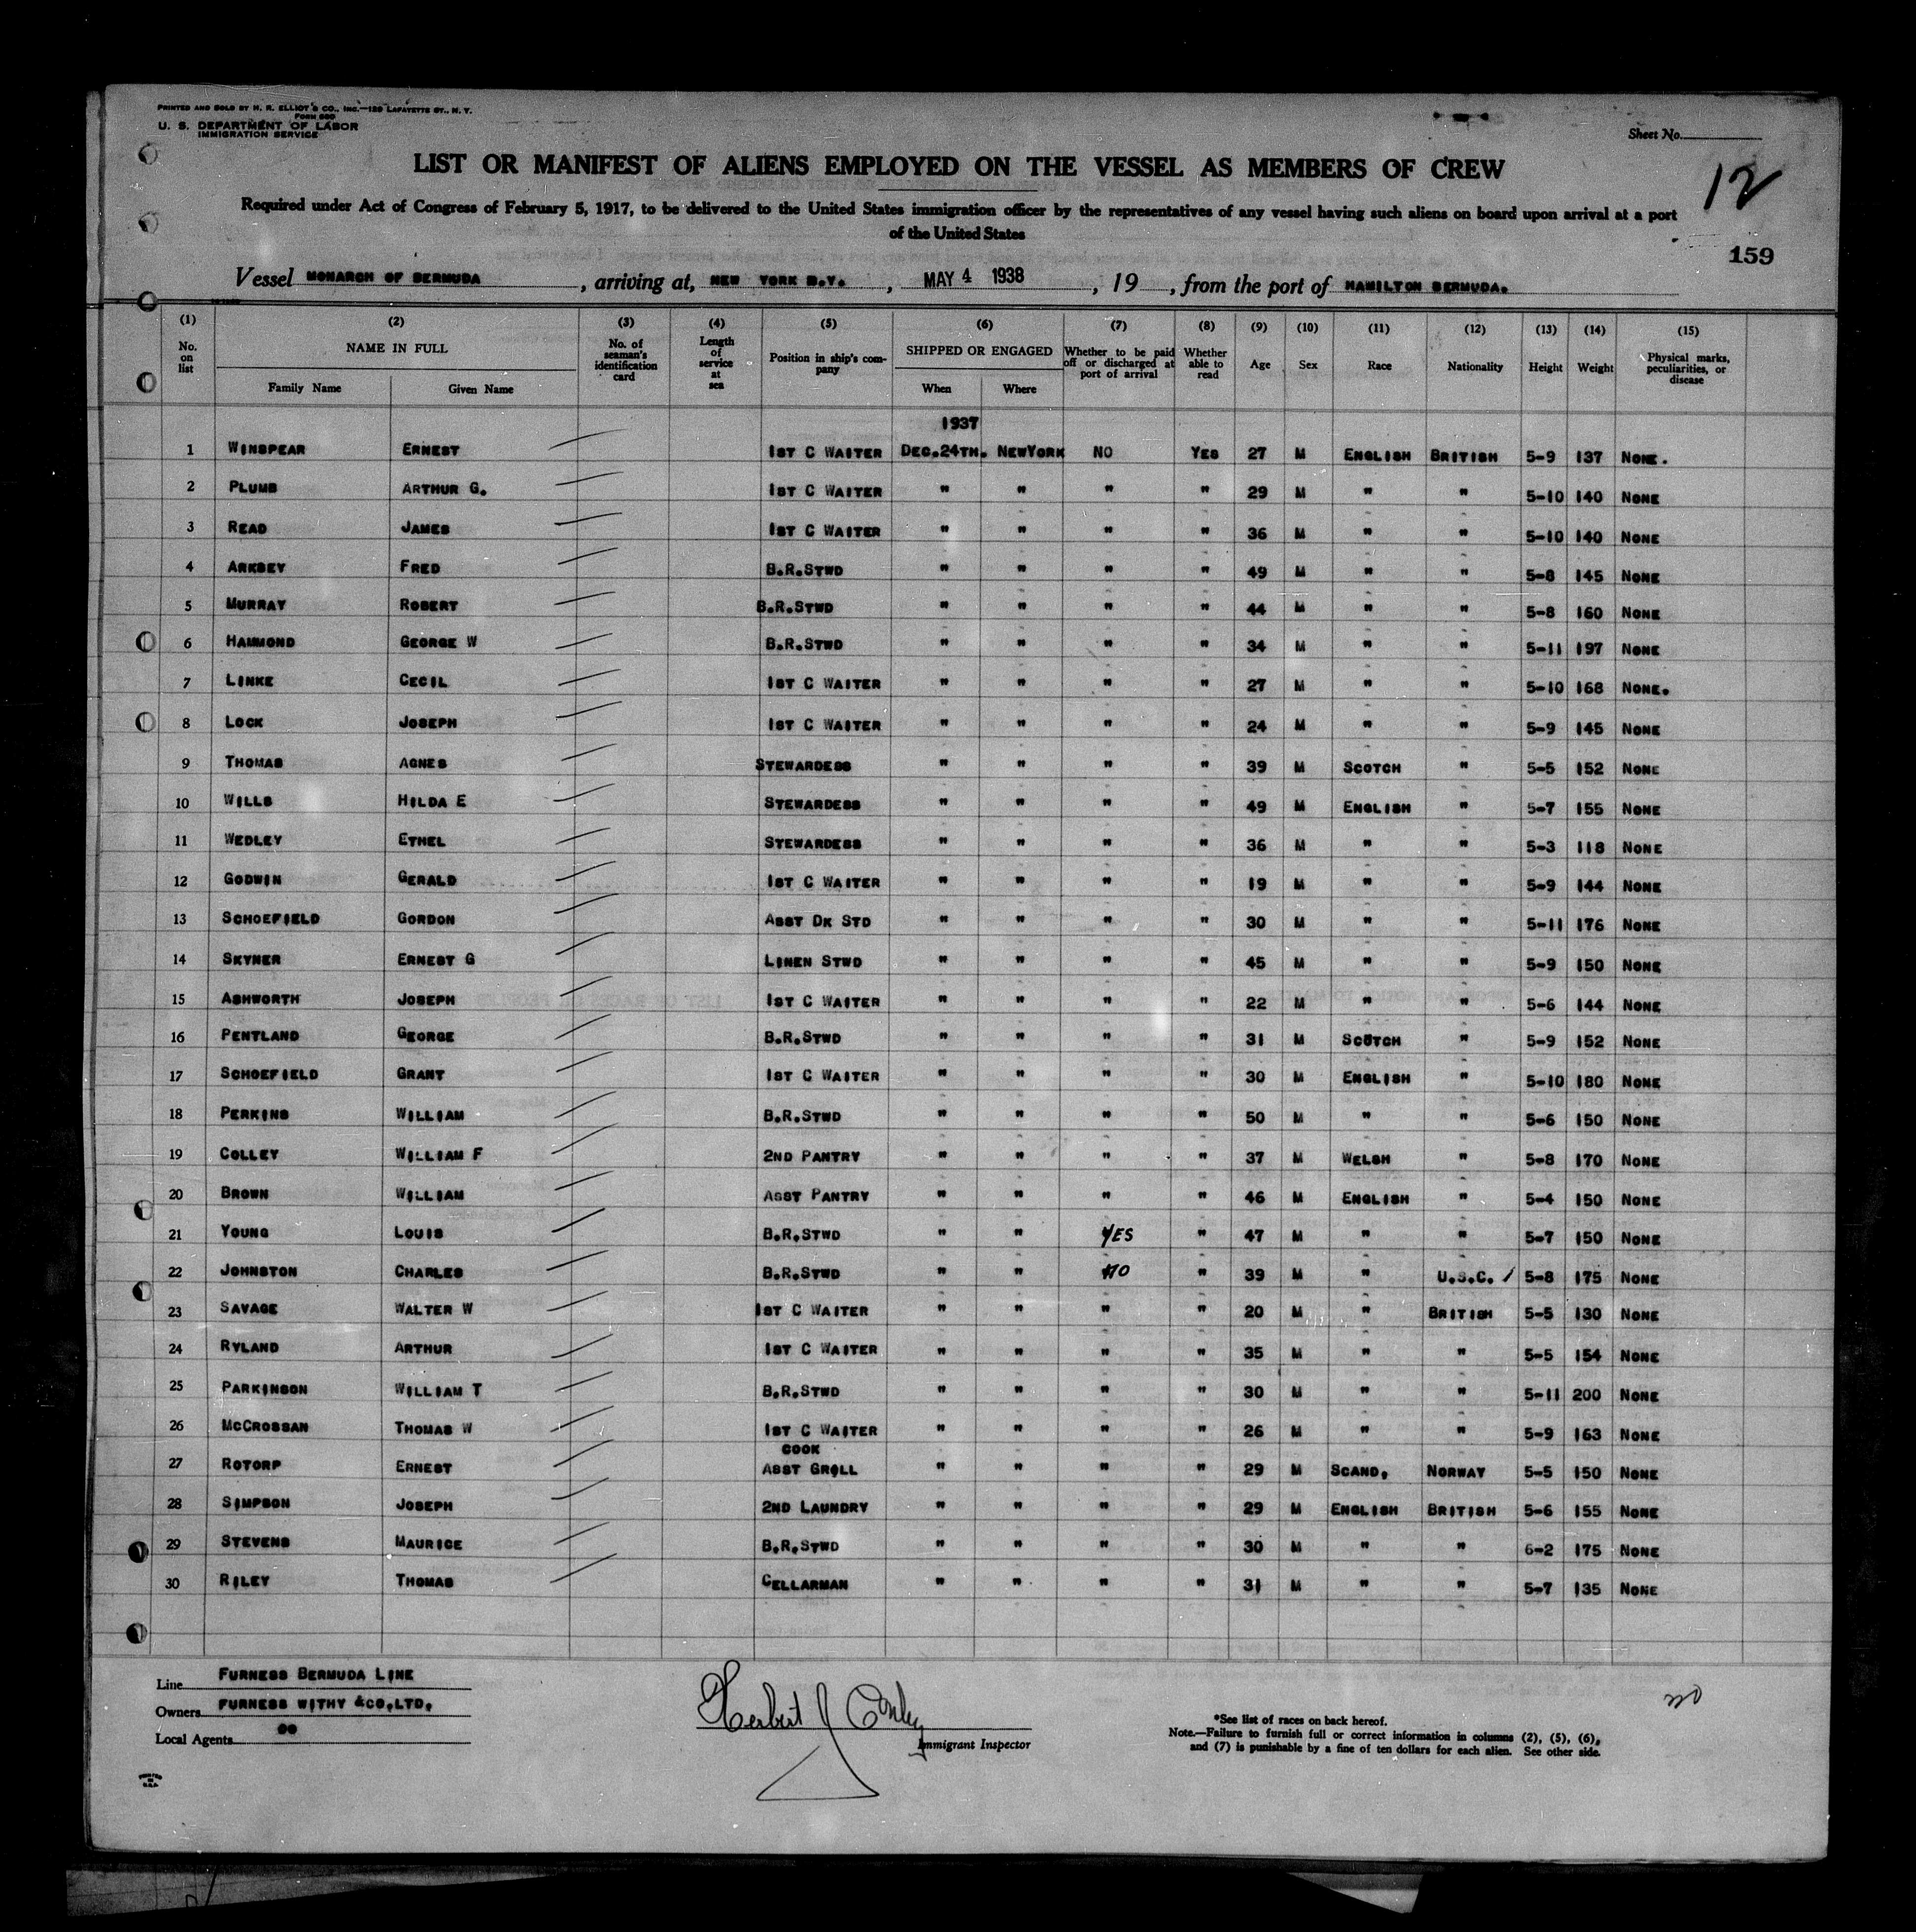 PRINTED AND SOLD BY H. R. ELLIOT & CO., INC.—129 LAFAYETTE ST., N. Y.
FORM 680
U. S. DEPARTMENT OF LABOR
IMMIGRATION SERVICE
Sheet No.
LIST OR MANIFEST OF ALIENS EMPLOYED ON THE VESSEL AS MEMBERS OF CREW
12
Required under Act of Congress of February 5, 1917, to be delivered to the United States immigration officer by the representatives of any vessel having such aliens on board upon arrival at a port
of the United States
159
Vessel MONARCH OF BERMUDA, arriving at, NEW YORK N.Y., MAY 4 1938, 19, from the port of HAMILTON BERMUDA.
(1) (2) (3) (4) (5) (6) (7) (8) (9) (10) (11) (12) (13) (14) (15)
No. on list NAME IN FULL Family Name Given Name No. of seaman's identification card Length of service at sea Position in ship's company SHIPPED OR ENGAGED When Where Whether to be paid off or discharged at port of arrival Whether able to read Age Sex Race Nationality Height Weight Physical marks, peculiarities, or disease
1937
1 WINSPEAR ERNEST 1ST C WAITER DEC.24TH. NEWYORK NO YES 27 M ENGLISH BRITISH 5-9 137 NONE.
2 PLUMB ARTHUR G. 1ST C WAITER " " " " 29 M " " 5-10 140 NONE
3 READ JAMES 1ST C WAITER " " " " 36 M " " 5-10 140 NONE
4 ARKSEY FRED B.R.STWD " " " " 49 M " " 5-8 145 NONE
5 MURRAY ROBERT B.R.STWD " " " " 44 M " " 5-8 160 NONE
6 HAMMOND GEORGE W B.R.STWD " " " " 34 M " " 5-11 197 NONE
7 LINKE CECIL 1ST C WAITER " " " " 27 M " " 5-10 168 NONE.
8 LOCK JOSEPH 1ST C WAITER " " " " 24 M " " 5-9 145 NONE
9 THOMAS AGNES STEWARDESS " " " " 39 M SCOTCH " 5-5 152 NONE
10 WILLS HILDA E STEWARDESS " " " " 49 M ENGLISH " 5-7 155 NONE
11 WEDLEY ETHEL STEWARDESS " " " " 36 M " " 5-3 118 NONE
12 GODWIN GERALD 1ST C WAITER " " " " 19 M " " 5-9 144 NONE
13 SCHOEFIELD GORDON ASST DK STD " " " " 30 M " " 5-11 176 NONE
14 SKYNER ERNEST G LINEN STWD " " " " 45 M " " 5-9 150 NONE
15 ASHWORTH JOSEPH 1ST C WAITER " " " " 22 M " " 5-6 144 NONE
16 PENTLAND GEORGE B.R.STWD " " " " 31 M SCOTCH " 5-9 152 NONE
17 SCHOEFIELD GRANT 1ST C WAITER " " " " 30 M ENGLISH " 5-10 180 NONE
18 PERKINS WILLIAM B.R.STWD " " " " 50 M " " 5-6 150 NONE
19 COLLEY WILLIAM F 2ND PANTRY " " " " 37 M WELSH " 5-8 170 NONE
20 BROWN WILLIAM ASST PANTRY " " " " 46 M ENGLISH " 5-4 150 NONE
21 YOUNG LOUIS B.R.STWD " " YES " 47 M " " 5-7 150 NONE
22 JOHNSTON CHARLES B.R.STWD " " NO " 39 M " U.S.C. / 5-8 175 NONE
23 SAVAGE WALTER W 1ST C WAITER " " " " 20 M " BRITISH 5-5 130 NONE
24 RYLAND ARTHUR 1ST C WAITER " " " " 35 M " " 5-5 154 NONE
25 PARKINSON WILLIAM T B.R.STWD " " " " 30 M " " 5-11 200 NONE
26 MCCROSSAN THOMAS W 1ST C WAITER " " " " 26 M " " 5-9 163 NONE
COOK
27 ROTORP ERNEST ASST GRILL " " " " 29 M SCAND. NORWAY 5-5 150 NONE
28 SIMPSON JOSEPH 2ND LAUNDRY " " " " 29 M ENGLISH BRITISH 5-6 155 NONE
29 STEVENS MAURICE B.R.STWD " " " " 30 M " " 6-2 175 NONE
30 RILEY THOMAS CELLARMAN " " " " 31 M " " 5-7 135 NONE
Line FURNESS BERMUDA LINE
Owners FURNESS WITHY &CO.LTD.
Local Agents DO
Herbert J Conley
Immigrant Inspector
*See list of races on back hereof.
Note.—Failure to furnish full or correct information in columns (2), (5), (6),
and (7) is punishable by a fine of ten dollars for each alien. See other side.
PRINTED IN U.S.A.